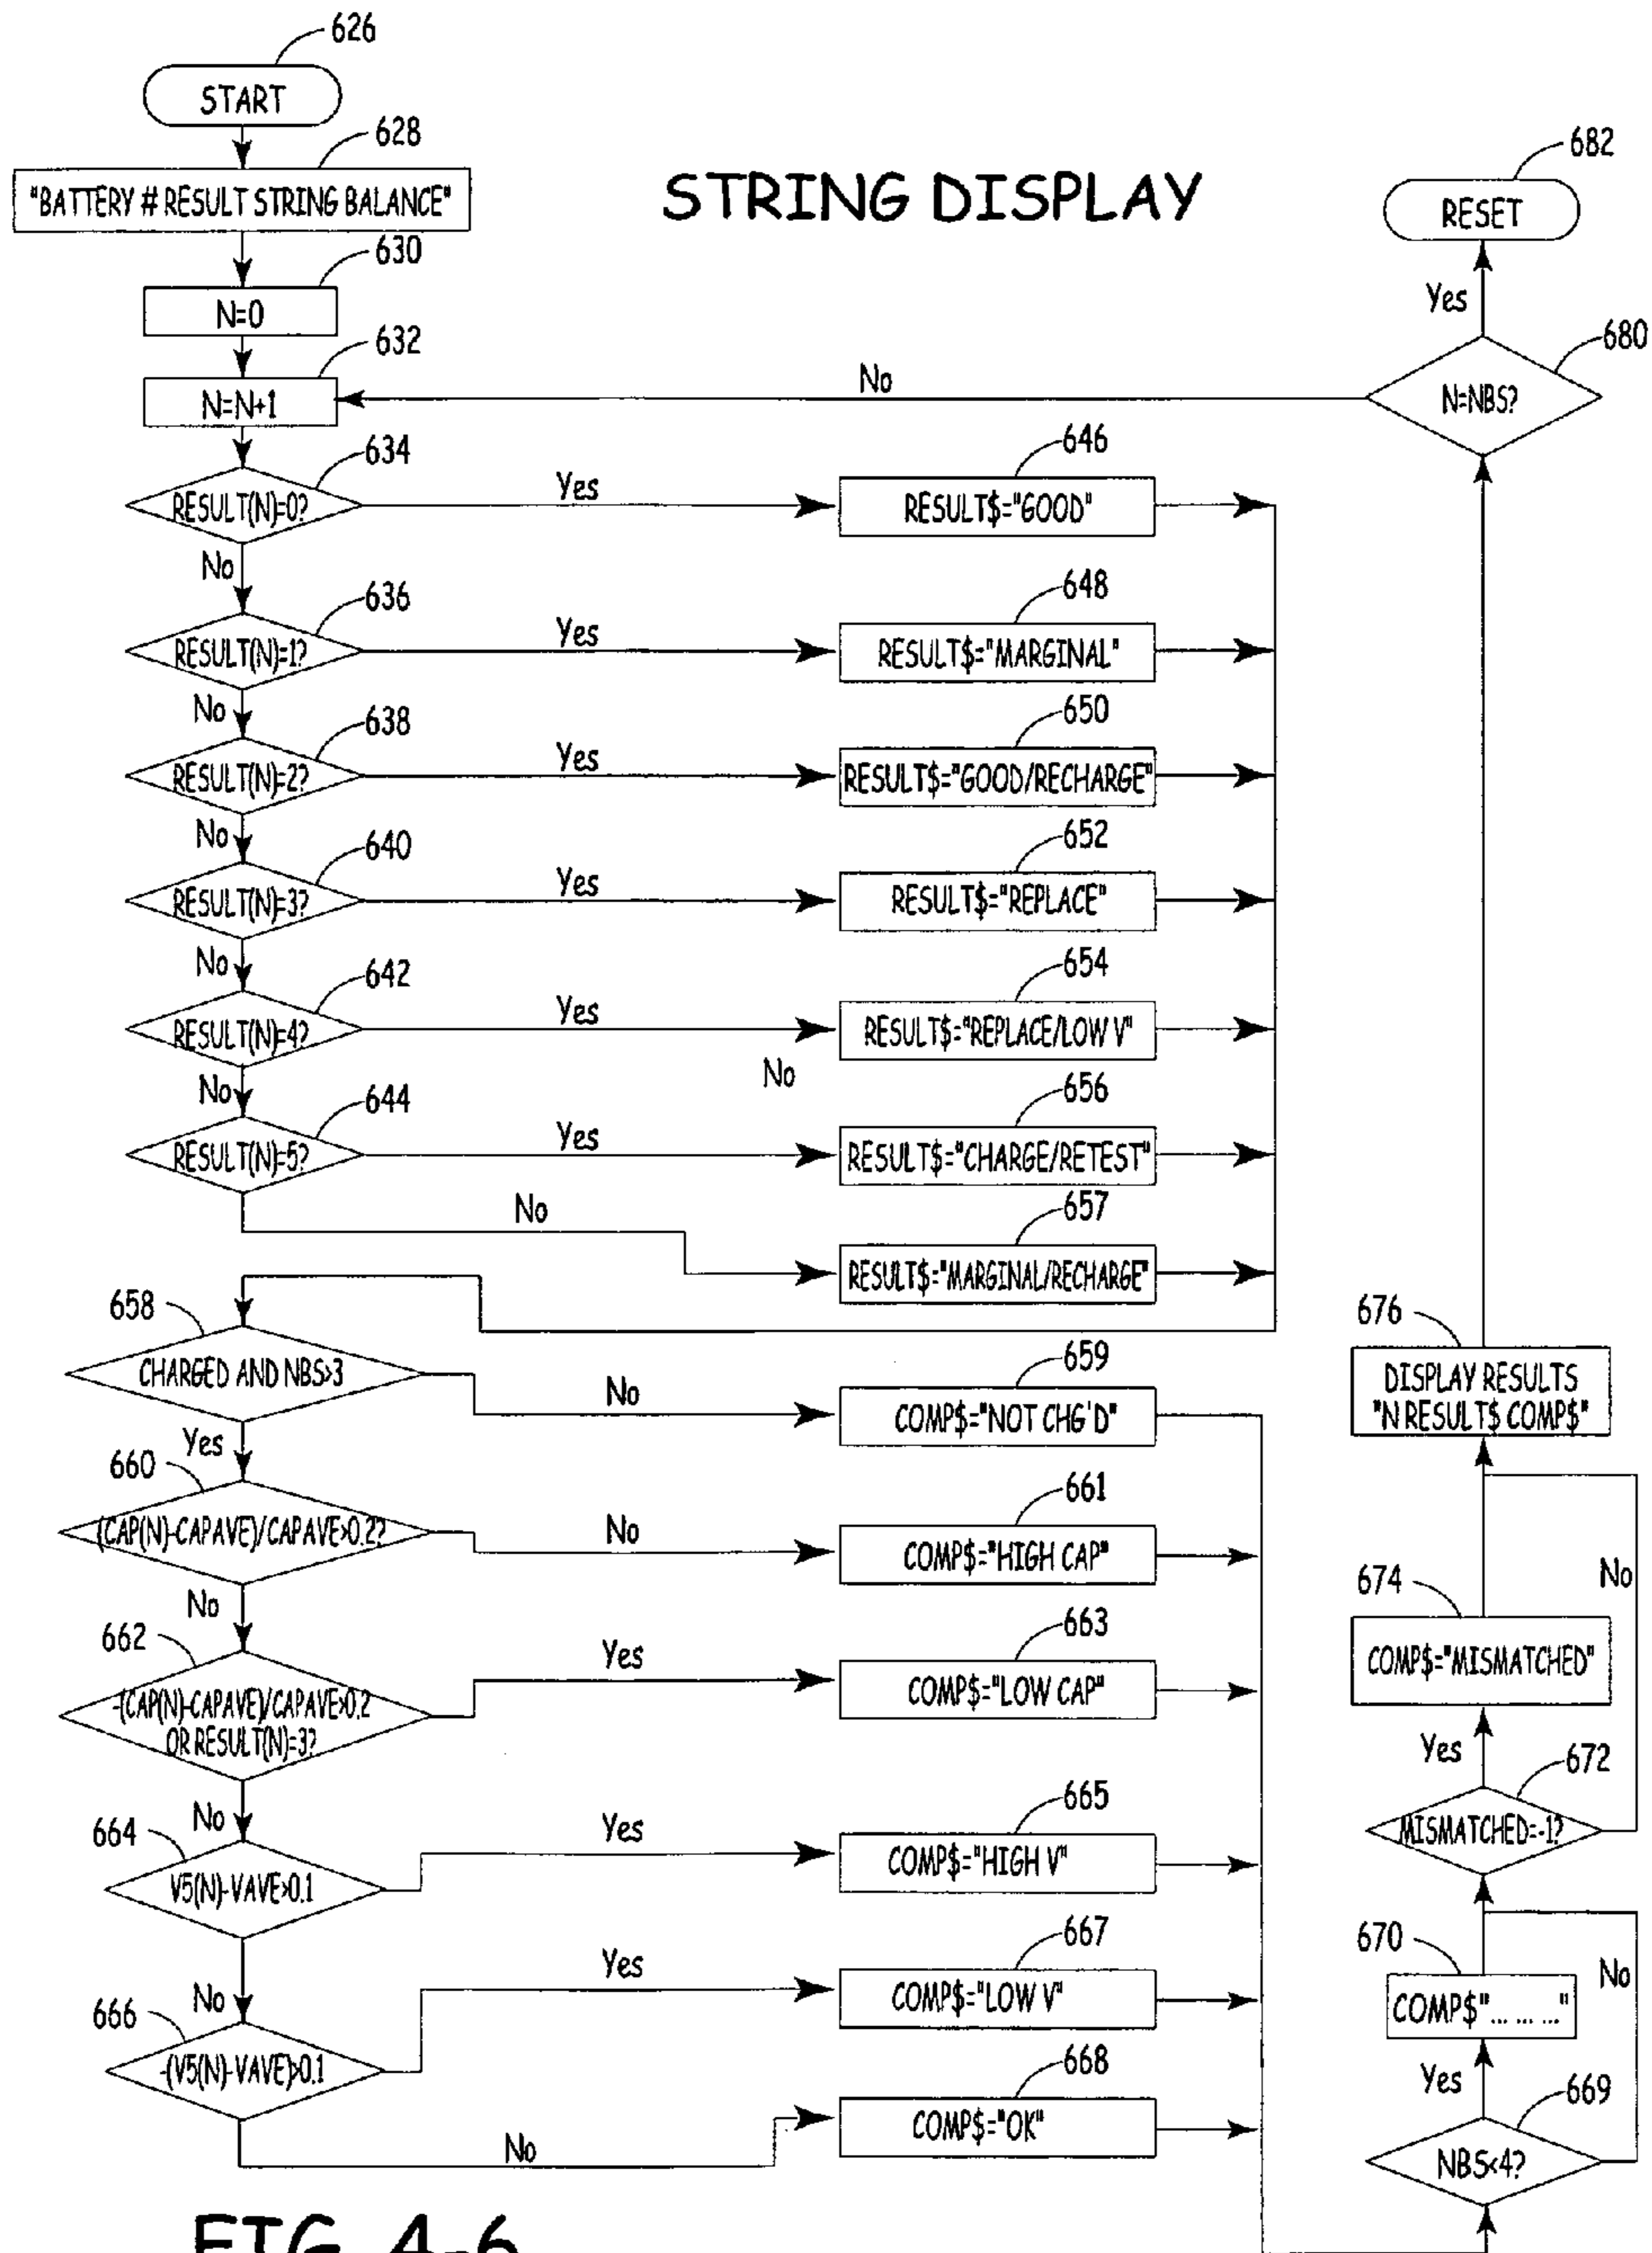 626
START
628
"BATTERY # RESULT STRING BALANCE"
STRING DISPLAY
682
RESET
630
N=0
Yes
680
632
N=N+1
No
N=NBS?
634
RESULT(N)=0?
Yes
646
RESULT$="GOOD"
No
636
RESULT(N)=1?
Yes
648
RESULT$="MARGINAL"
No
638
RESULT(N)=2?
Yes
650
RESULT$="GOOD/RECHARGE"
No
640
RESULT(N)=3?
Yes
652
RESULT$="REPLACE"
No
642
RESULT(N)=4?
Yes
654
RESULT$="REPLACE/LOW V"
No
No
644
RESULT(N)=5?
Yes
656
RESULT$="CHARGE/RETEST"
No
657
RESULT$="MARGINAL/RECHARGE"
658
CHARGED AND NBS>3
No
659
COMP$="NOT CHG'D"
Yes
660
(CAP(N)-CAPAVE)/CAPAVE>0.2?
No
661
COMP$="HIGH CAP"
No
662
-(CAP(N)-CAPAVE)/CAPAVE>0.2
OR RESULT(N)=3?
Yes
663
COMP$="LOW CAP"
No
664
V5(N)-VAVE>0.1
Yes
665
COMP$="HIGH V"
No
666
-(V5(N)-VAVE)>0.1
Yes
667
COMP$="LOW V"
No
668
COMP$="OK"
676
DISPLAY RESULTS
"N RESULT$ COMP$"
No
674
COMP$="MISMATCHED"
Yes
672
MISMATCHED=-1?
670
No
COMP$"... ... ..."
Yes
669
NBS<4?
FIG. 4-6